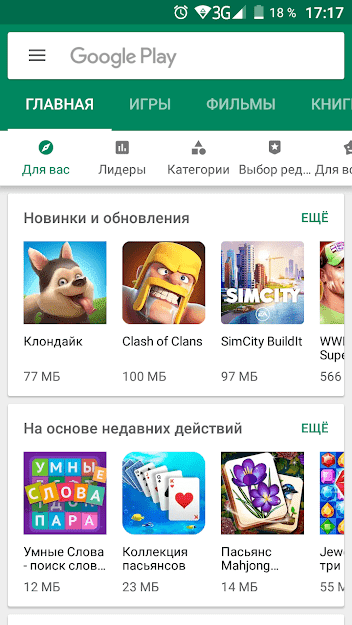 3G 18 % 17:17
Google Play
ГЛАВНАЯ ИГРЫ ФИЛЬМЫ КНИГ
Для вас Лидеры Категории Выбор ред... Для вс
Новинки и обновления ЕЩЁ
SIMCITY
EA
Клондайк Clash of Clans SimCity BuildIt WWE
Supe
77 МБ 100 МБ 97 МБ 566
На основе недавних действий ЕЩЁ
УМНЫЕ
СЛОВА
ПАРА
Умные Слова Коллекция Пасьянс Jew
- поиск слов... пасьянсов Mahjong... три
12 МБ 23 МБ 14 МБ 55 М